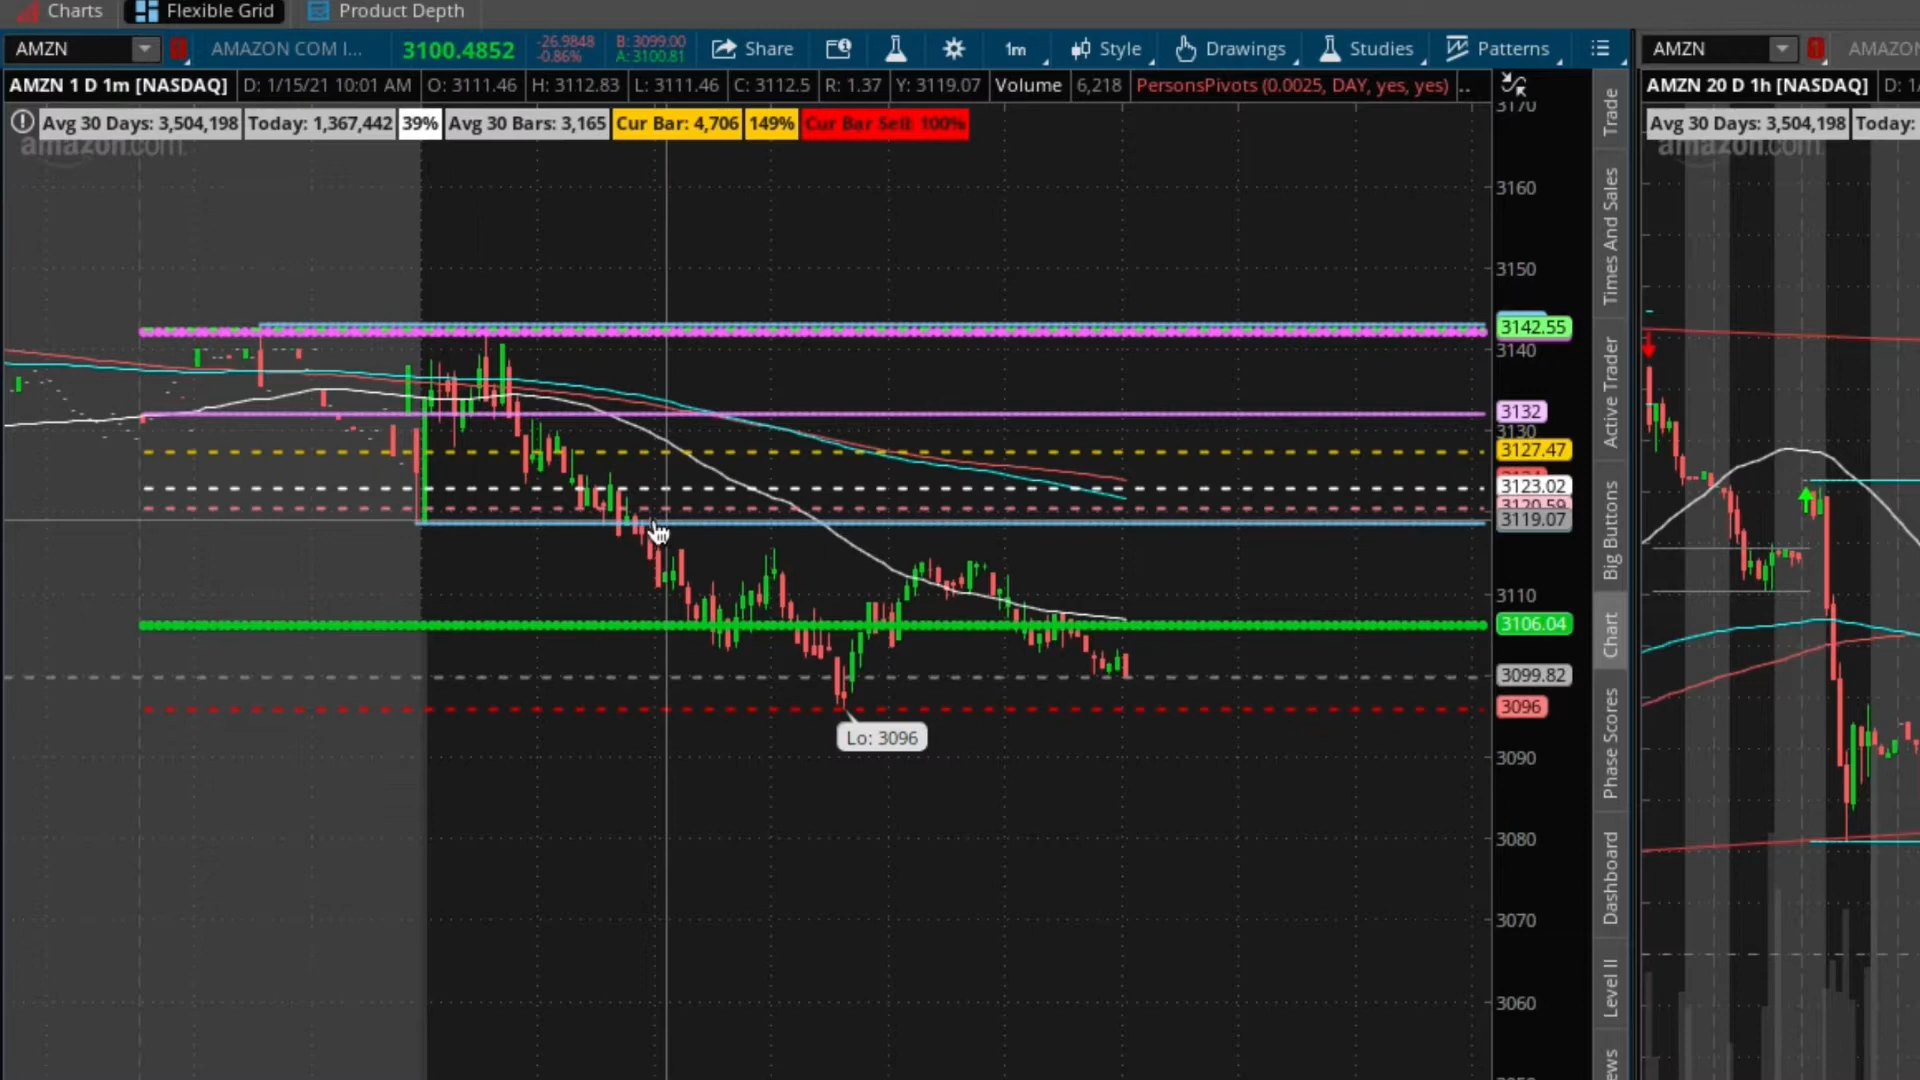 Charts Flexible Grid Product Depth
AMZN AMAZON COM I... 3100.4852 -26.9848 -0.86% B: 3099.00 A: 3100.81 Share 1m Style Drawings Studies Patterns
AMZN AMAZON
AMZN 1 D 1m [NASDAQ] D: 1/15/21 10:01 AM O: 3111.46 H: 3112.83 L: 3111.46 C: 3112.5 R: 1.37 Y: 3119.07 Volume 6,218 PersonsPivots (0.0025, DAY, yes, yes) ..
AMZN 20 D 1h [NASDAQ] D: 1/
Avg 30 Days: 3,504,198 Today: 1,367,442 39% Avg 30 Bars: 3,165 Cur Bar: 4,706 149% Cur Bar Sell: 100%
Avg 30 Days: 3,504,198 Today:
amazon.com
amazon.com
3170
3160
3150
3142.55
3140
3132
3130
3127.47
3123.02
3120.59
3119.07
3110
3106.04
3099.82
3096
Lo: 3096
3090
3080
3070
3060
Trade
Times And Sales
Active Trader
Big Buttons
Chart
Phase Scores
Dashboard
Level II
ews